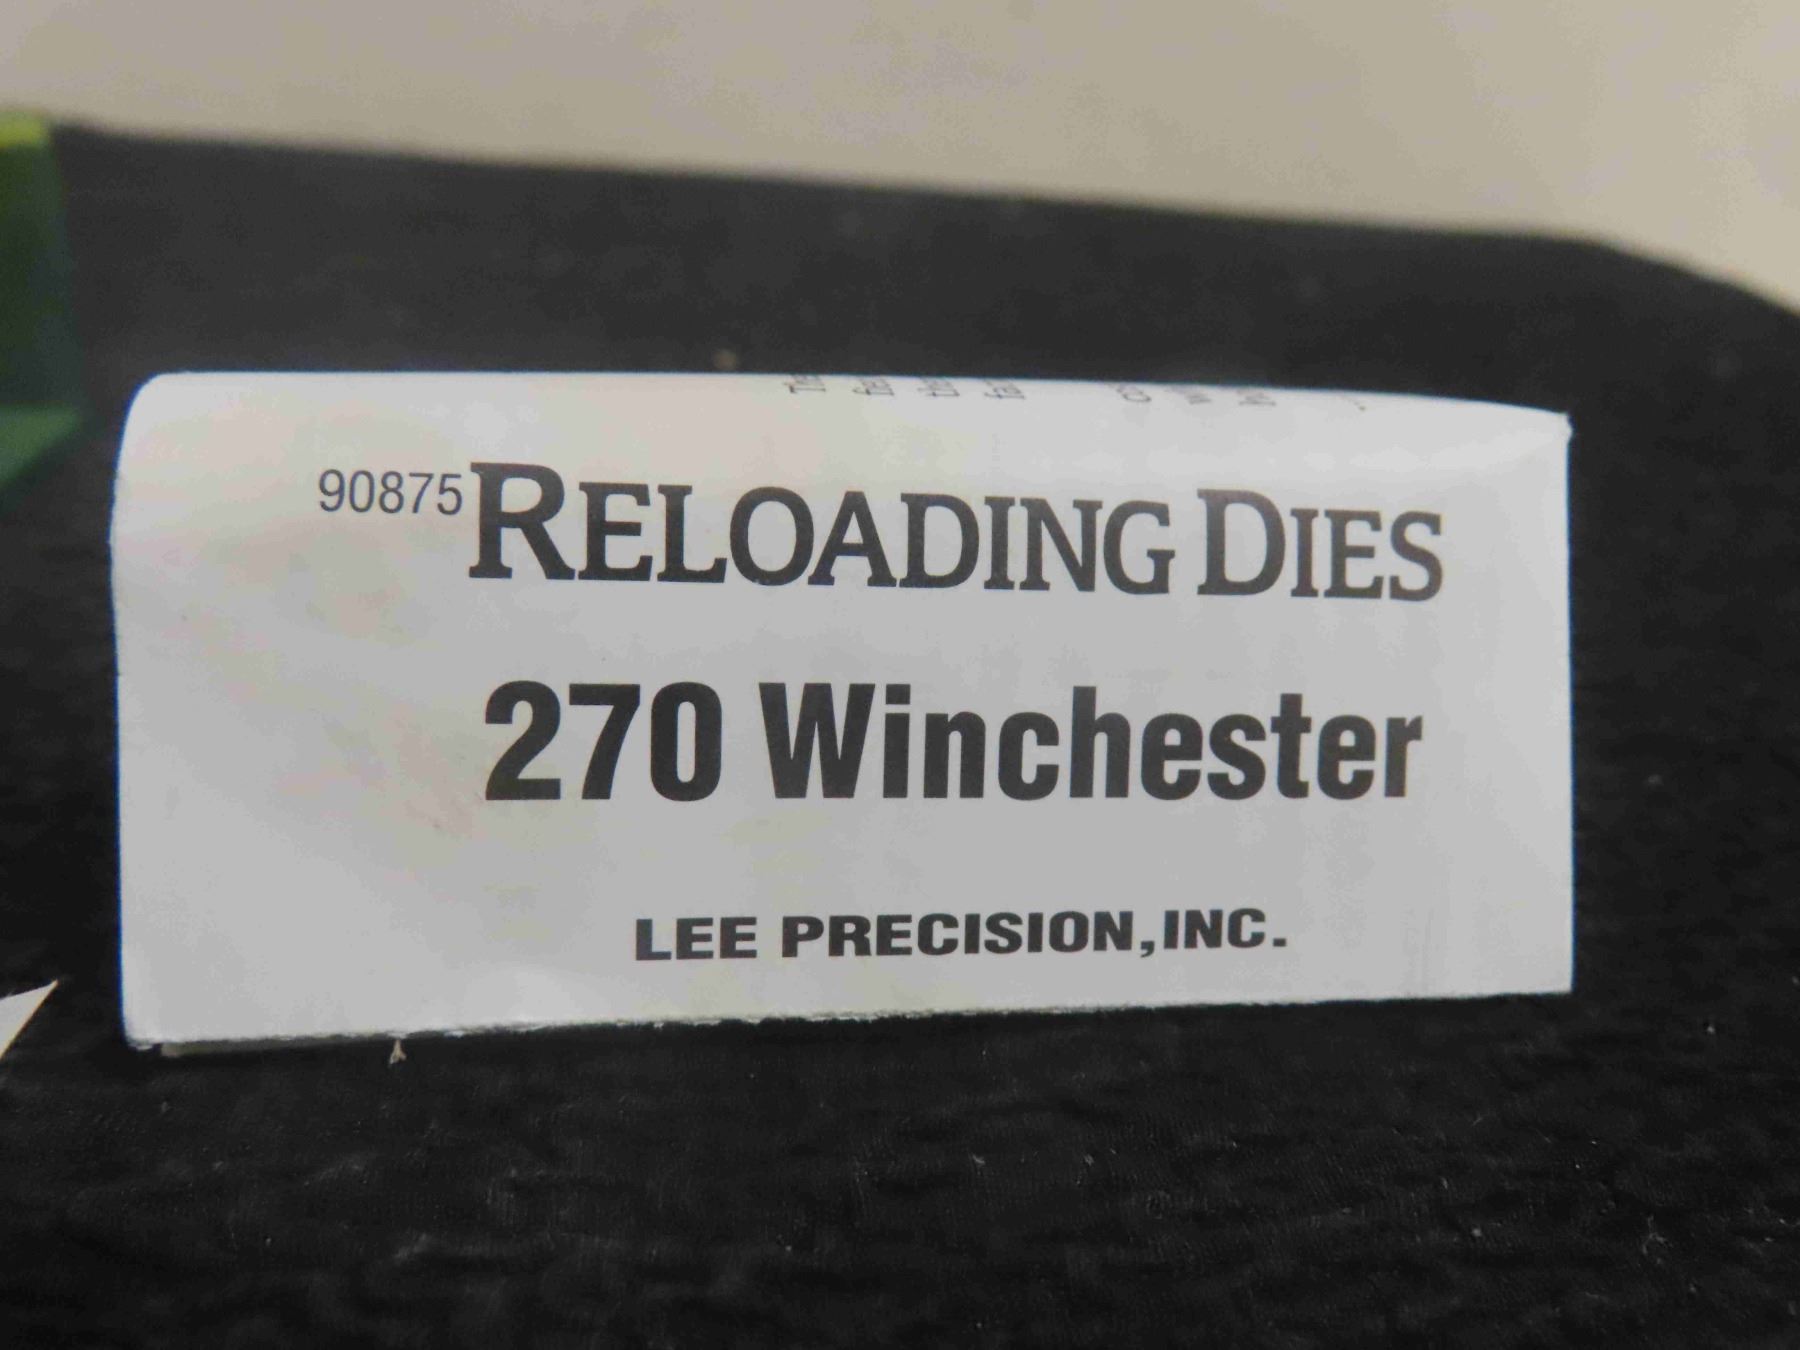 90875 RELOADING DIES
270 Winchester
LEE PRECISION, INC.